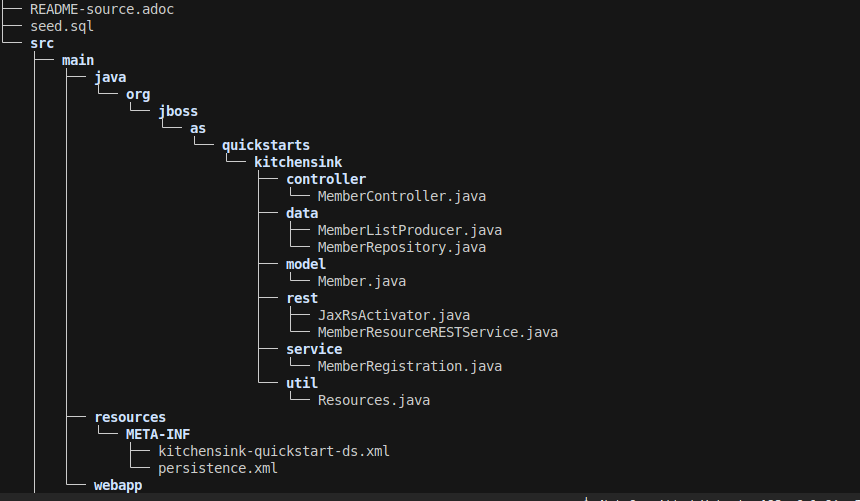 README-source.adoc
seed.sql
src
main
java
org
jboss
as
quickstarts
kitchensink
controller
MemberController.java
data
MemberListProducer.java
MemberRepository.java
model
Member.java
rest
JaxRsActivator.java
MemberResourceRESTService.java
service
MemberRegistration.java
util
Resources.java
resources
META-INF
kitchensink-quickstart-ds.xml
persistence.xml
webapp